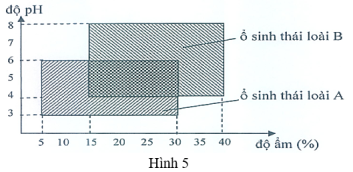 độ pH
8
7
6
5
4
3
ổ sinh thái loài B
ổ sinh thái loài A
5 10 15 20 25 30 35 40
độ ẩm (%)
Hình 5